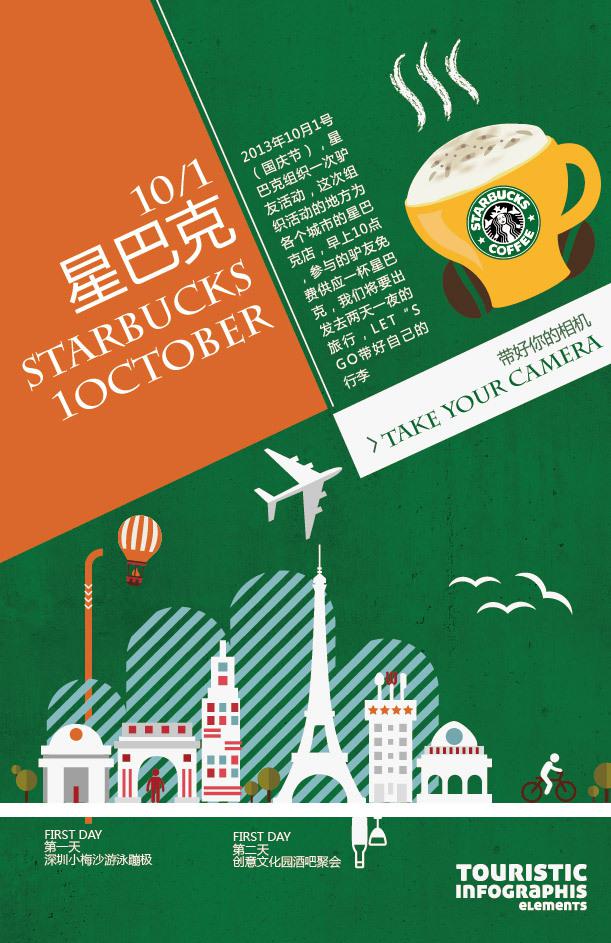 10/1
星巴克
STARBUCKS
1OCTOBER
2013年10月1号
（国庆节），星
巴克组织一次驴
友活动，这次组
织活动的地方为
各个城市的星巴
克店，早上10点
，参与的驴友免
费供应一杯星巴
克，我们将要出
发去两天一夜的
旅行，LET“S
GO带好自己的
行李
STARBUCKS
COFFEE
带好你的相机
TAKE YOUR CAMERA
FIRST DAY
第一天
深圳小梅沙游泳蹦极
FIRST DAY
第二天
创意文化园酒吧聚会
TOURISTIC
INFOGRAPHIS
ELEMENTS